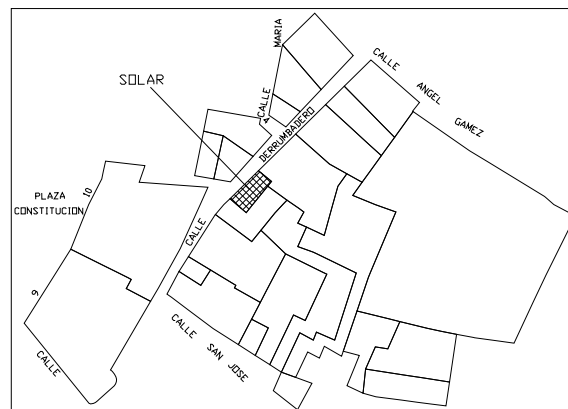 SOLAR
CALLE MARIA
CALLE DERRUMBADERO
CALLE ANGEL GAMEZ
PLAZA CONSTITUCION
10
9
CALLE
CALLE SAN JOSE